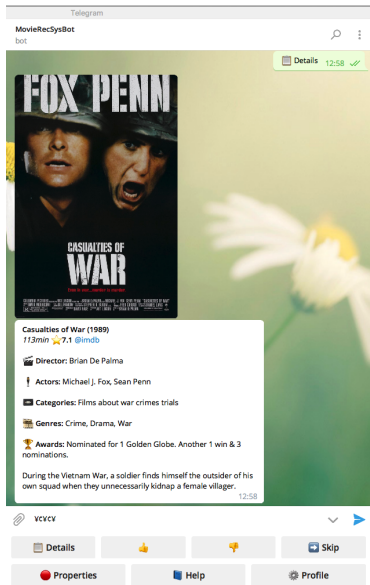 Telegram
MovieRecSysBot
bot
Details 12:58
FOX PENN
CASUALTIES OF
WAR
Casualties of War (1989)
113min ⭐7.1 @imdb
Director: Brian De Palma
Actors: Michael J. Fox, Sean Penn
Categories: Films about war crimes trials
Genres: Crime, Drama, War
Awards: Nominated for 1 Golden Globe. Another 1 win & 3
nominations.
During the Vietnam War, a soldier finds himself the outsider of his
own squad when they unnecessarily kidnap a female villager.
12:58
Details
Skip
Properties
Help
Profile